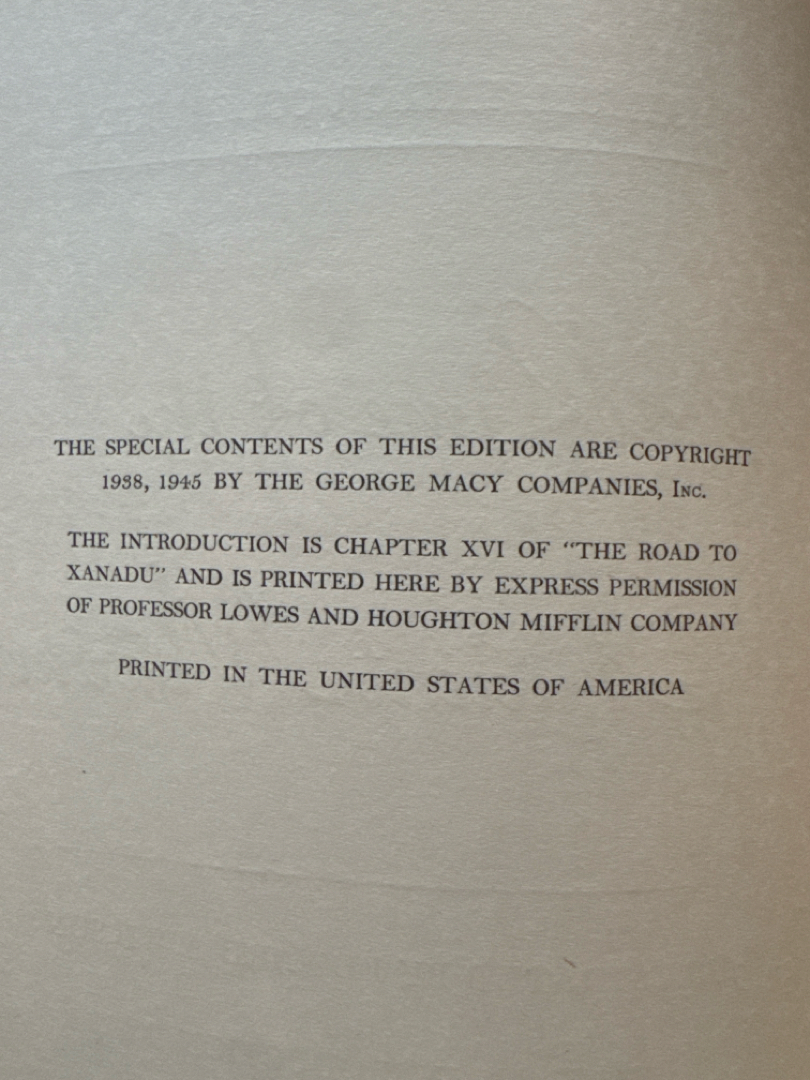 THE SPECIAL CONTENTS OF THIS EDITION ARE COPYRIGHT
1938, 1945 BY THE GEORGE MACY COMPANIES, INC.
THE INTRODUCTION IS CHAPTER XVI OF “THE ROAD TO
XANADU” AND IS PRINTED HERE BY EXPRESS PERMISSION
OF PROFESSOR LOWES AND HOUGHTON MIFFLIN COMPANY
PRINTED IN THE UNITED STATES OF AMERICA